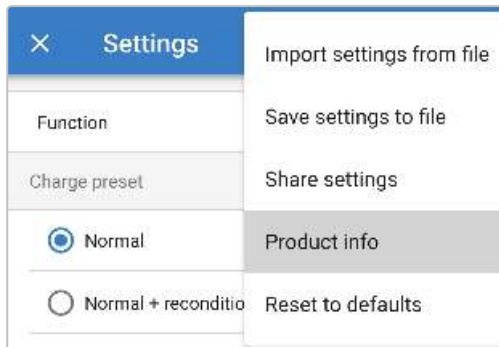 Settings
Function
Charge preset
Normal
Normal + reconditio
Import settings from file
Save settings to file
Share settings
Product info
Reset to defaults